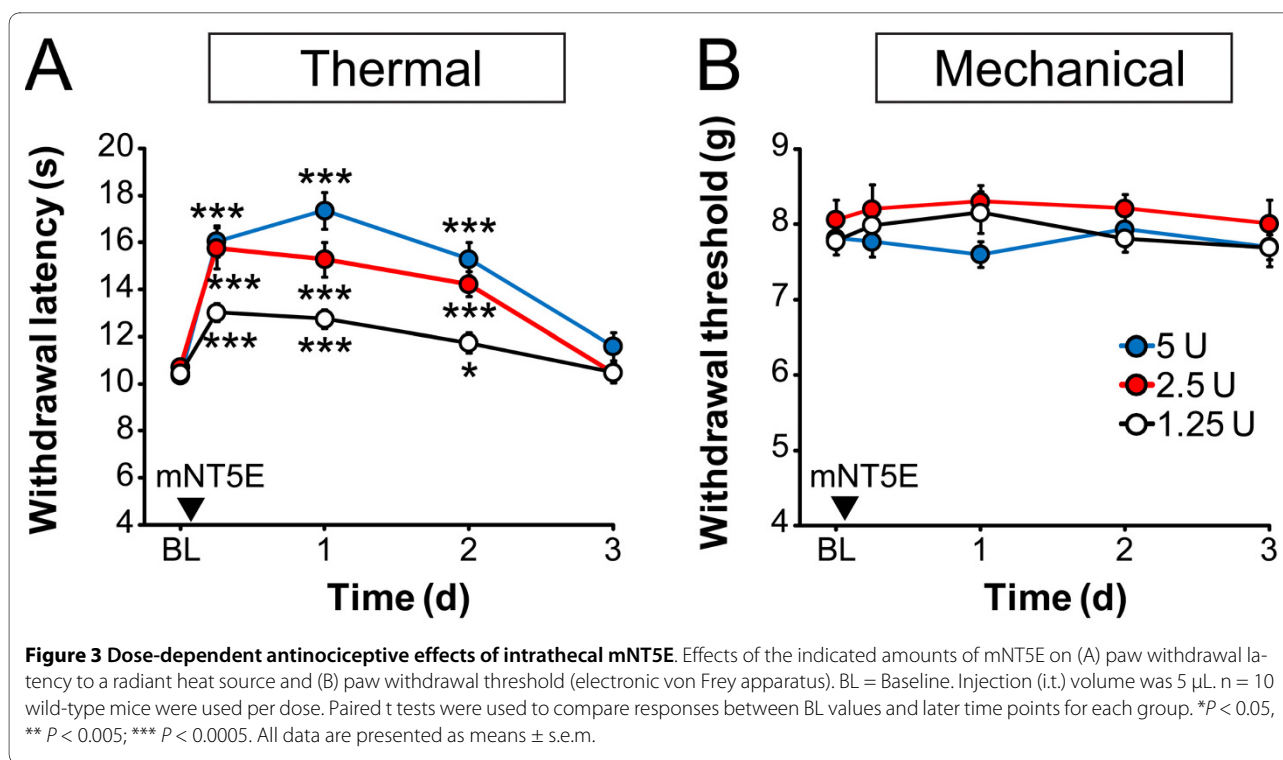 A
Thermal
Withdrawal latency (s)
20
18
16
14
12
10
8
6
4
***
***
***
***
***
***
***
***
*
mNT5E
BL
1
2
3
Time (d)
B
Mechanical
Withdrawal threshold (g)
9
8
7
6
5
4
5 U
2.5 U
1.25 U
mNT5E
BL
1
2
3
Time (d)
Figure 3 Dose-dependent antinociceptive effects of intrathecal mNT5E. Effects of the indicated amounts of mNT5E on (A) paw withdrawal la-
tency to a radiant heat source and (B) paw withdrawal threshold (electronic von Frey apparatus). BL = Baseline. Injection (i.t.) volume was 5 μL. n = 10
wild-type mice were used per dose. Paired t tests were used to compare responses between BL values and later time points for each group. *P < 0.05,
** P < 0.005; *** P < 0.0005. All data are presented as means ± s.e.m.